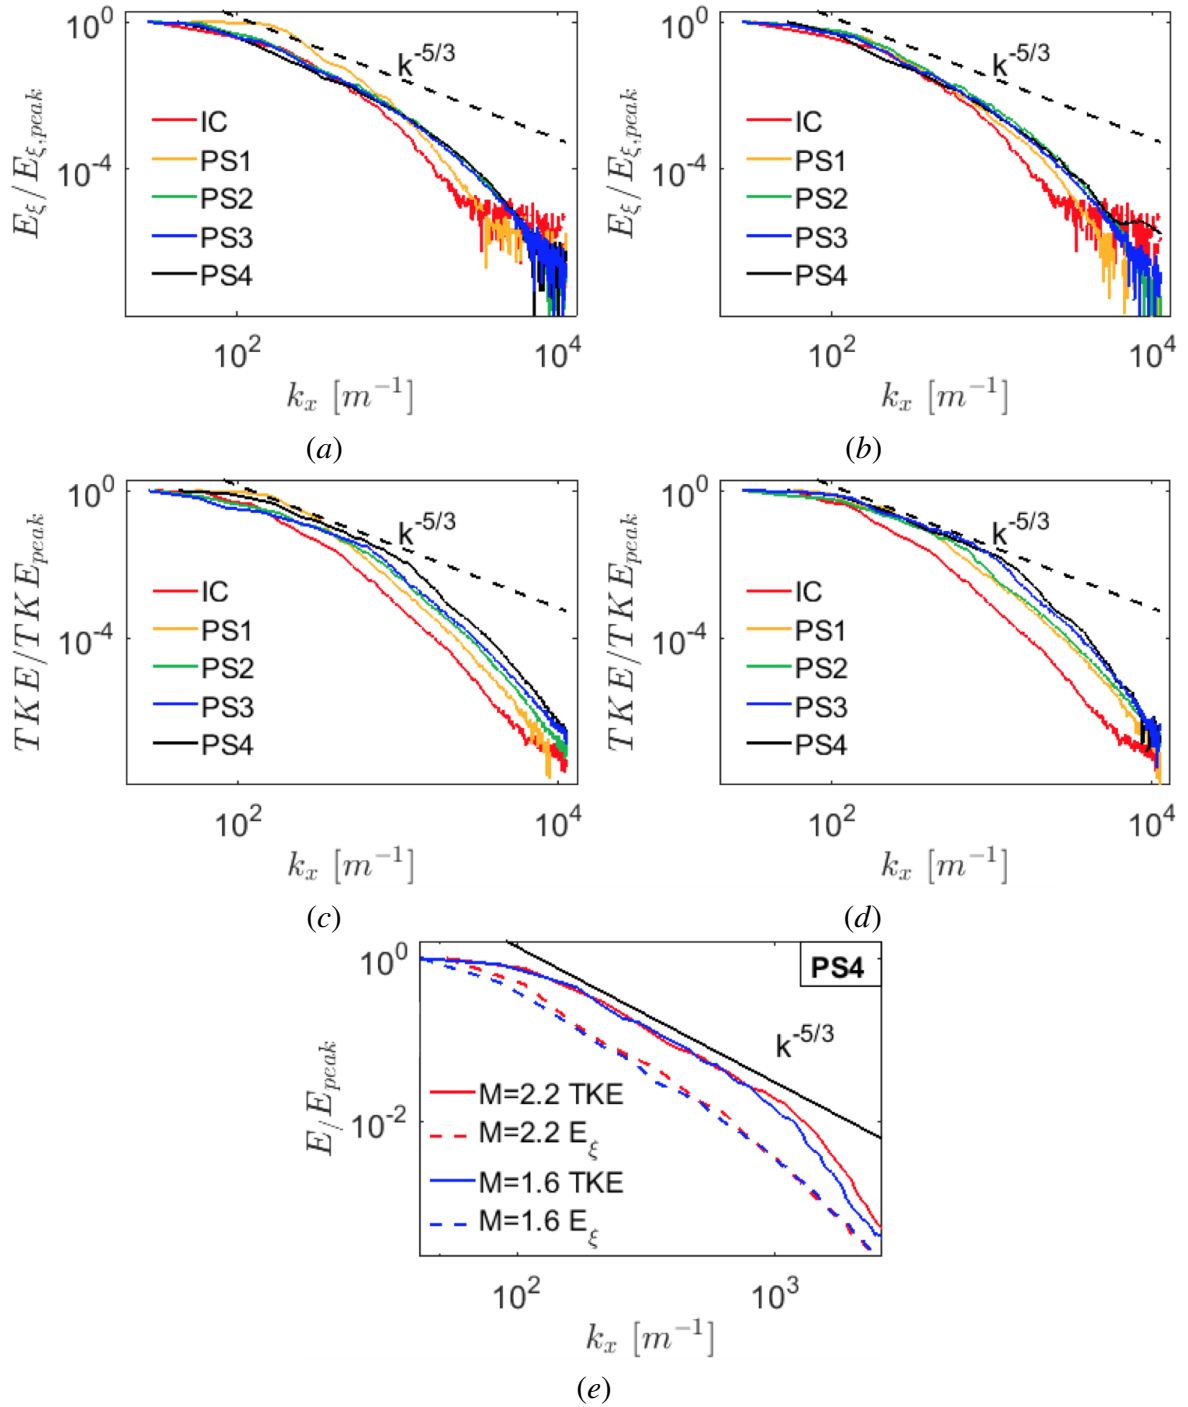 10^0
10^-4
E_ξ/E_ξ,peak
k^-5/3
IC
PS1
PS2
PS3
PS4
10^2
10^4
k_x [m^-1]
(a)
10^0
10^-4
E_ξ/E_ξ,peak
k^-5/3
IC
PS1
PS2
PS3
PS4
10^2
10^4
k_x [m^-1]
(b)
10^0
10^-4
TKE/TKE_peak
k^-5/3
IC
PS1
PS2
PS3
PS4
10^2
10^4
k_x [m^-1]
(c)
10^0
10^-4
TKE/TKE_peak
k^-5/3
IC
PS1
PS2
PS3
PS4
10^2
10^4
k_x [m^-1]
(d)
10^0
10^-2
E/E_peak
PS4
k^-5/3
M=2.2 TKE
M=2.2 E_ξ
M=1.6 TKE
M=1.6 E_ξ
10^2
10^3
k_x [m^-1]
(e)